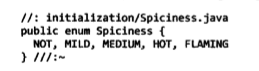 //: initialization/Spiciness.java
public enum Spiciness {
  NOT, MILD, MEDIUM, HOT, FLAMING
} ///:~